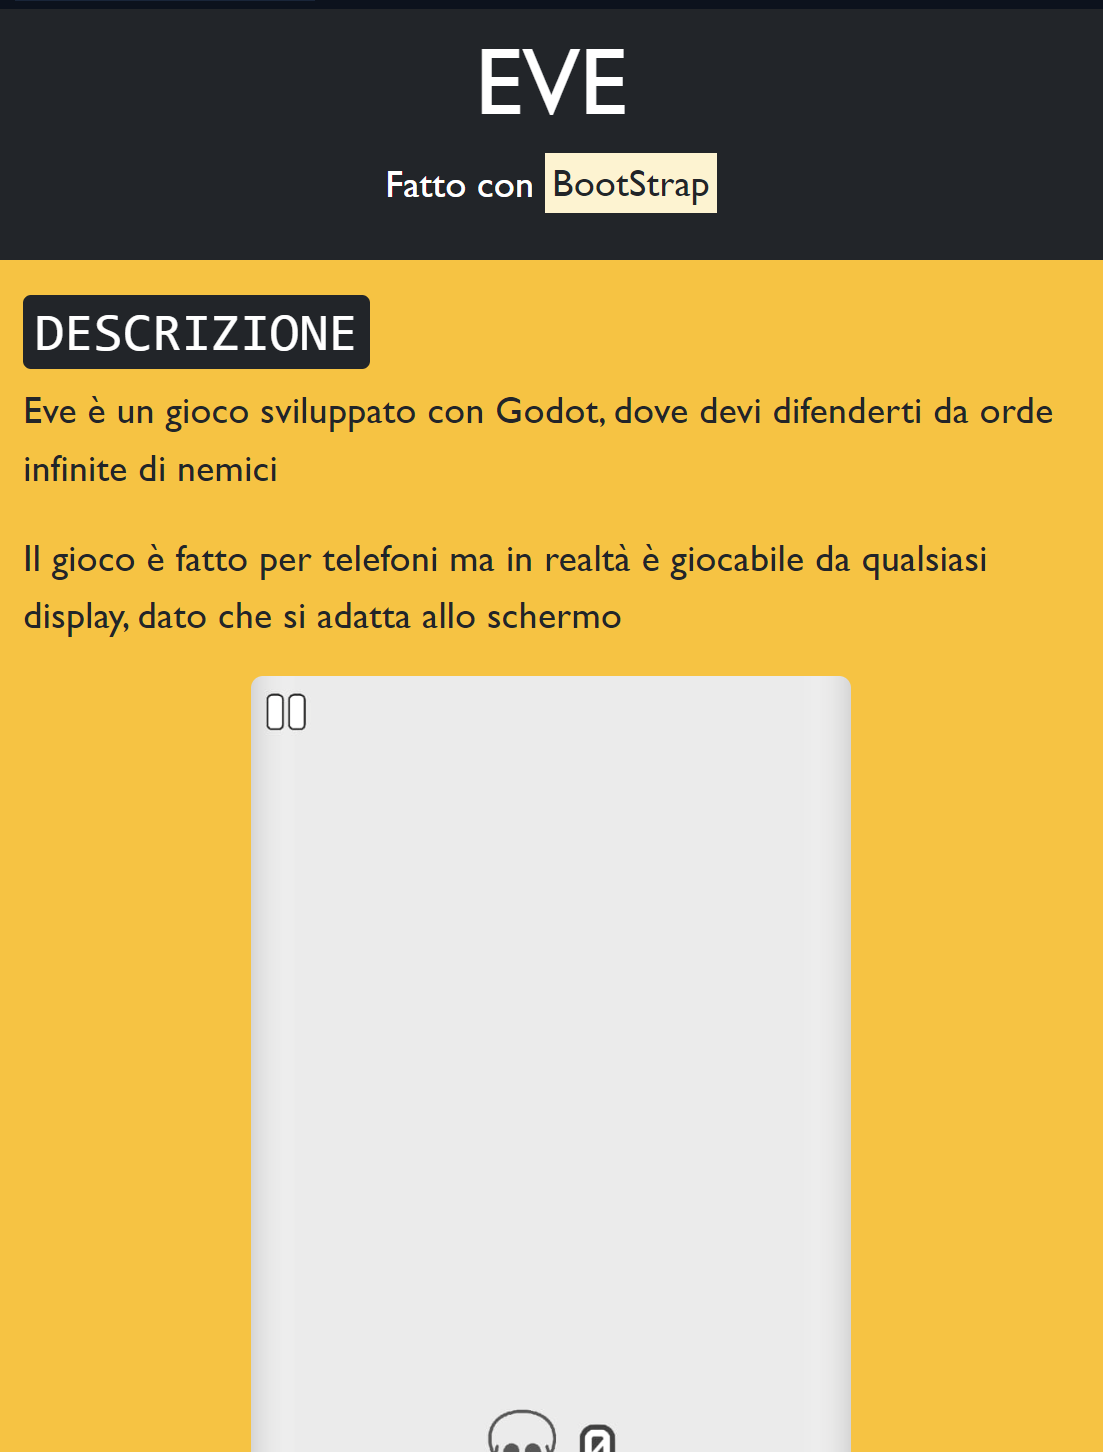 EVE
Fatto con BootStrap
DESCRIZIONE
Eve è un gioco sviluppato con Godot, dove devi difenderti da orde
infinite di nemici
Il gioco è fatto per telefoni ma in realtà è giocabile da qualsiasi
display, dato che si adatta allo schermo
0